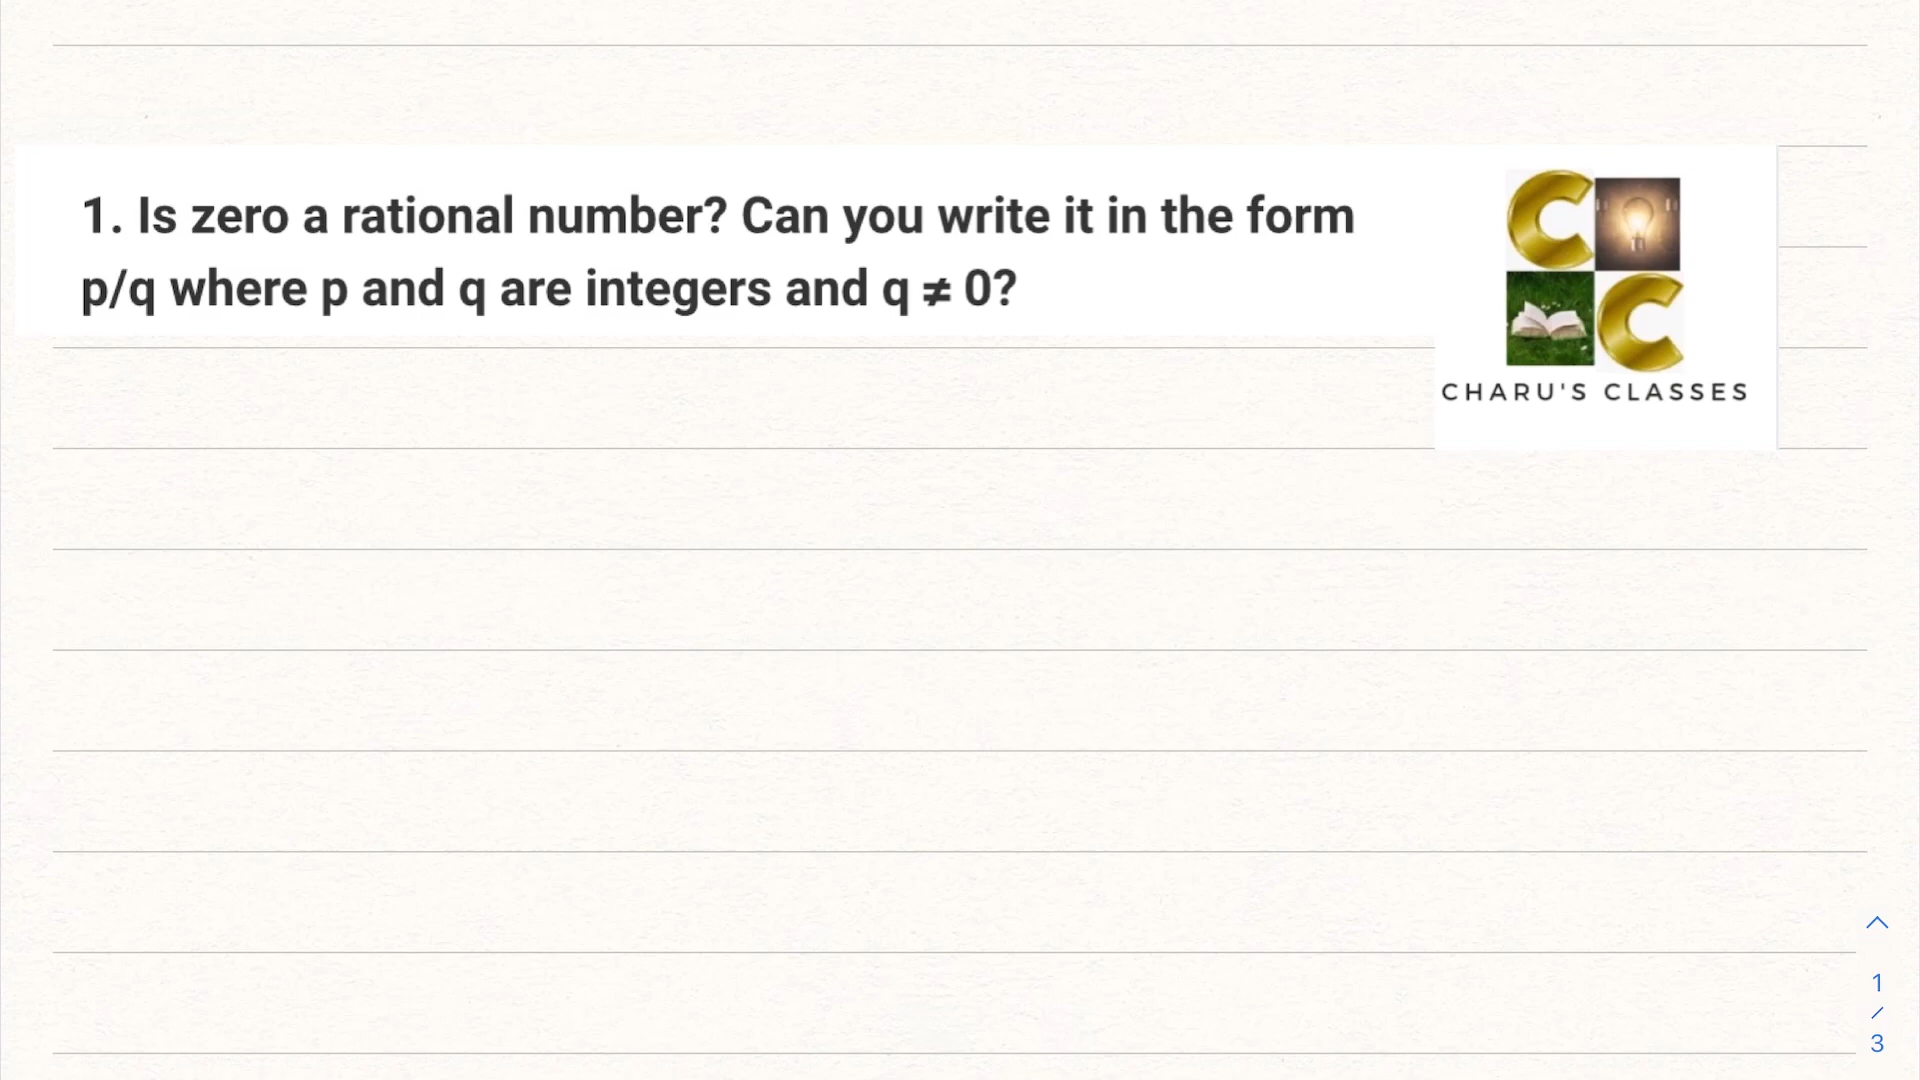 1. Is zero a rational number? Can you write it in the form
p/q where p and q are integers and q ≠ 0?
CHARU'S CLASSES
1
/
3